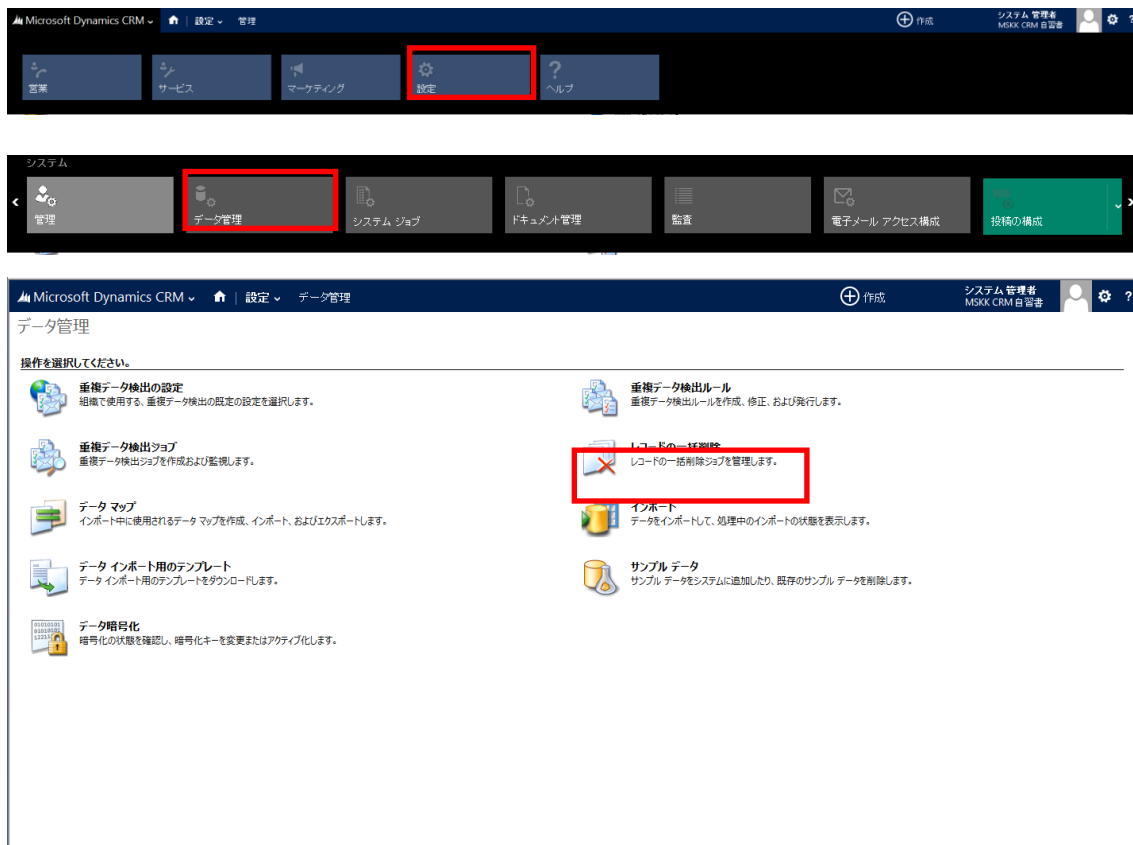 Microsoft Dynamics CRM 設定 管理 作成 システム 管理者
MSKK CRM 自習書
?
営業 サービス マーケティング 設定 ヘルプ
システム
管理 データ管理 システム ジョブ ドキュメント管理 監査 電子メール アクセス構成 投稿の構成
Microsoft Dynamics CRM 設定 データ管理 作成 システム 管理者 ?
MSKK CRM 自習書
データ管理
操作を選択してください。
重複データ検出の設定
組織で使用する、重複データ検出の既定の設定を選択します。
重複データ検出ルール
重複データ検出ルールを作成、修正、および発行します。
重複データ検出ジョブ
重複データ検出ジョブを作成および監視します。
レコードの一括削除
レコードの一括削除ジョブを管理します。
データ マップ
インポート中に使用されるデータ マップを作成、インポート、およびエクスポートします。
インポート
データをインポートして、処理中のインポートの状態を表示します。
データ インポート用のテンプレート
データ インポート用のテンプレートをダウンロードします。
サンプル データ
サンプル データをシステムに追加したり、既存のサンプル データを削除します。
データ暗号化
暗号化の状態を確認し、暗号化キーを変更またはアクティブ化します。